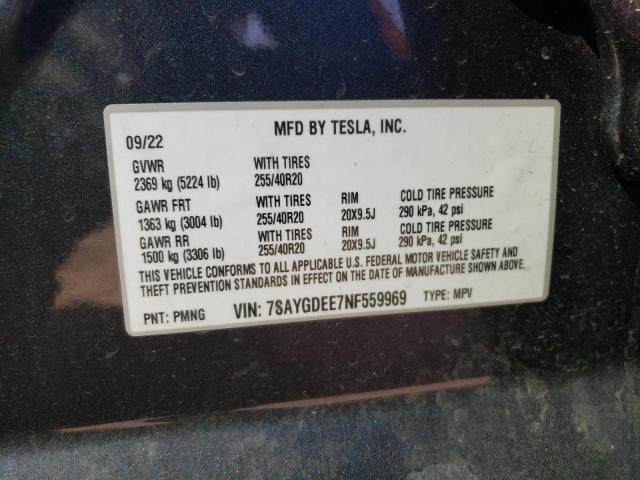 09/22 MFD BY TESLA, INC.
GVWR WITH TIRES
2369 kg (5224 lb) 255/40R20
GAWR FRT WITH TIRES RIM COLD TIRE PRESSURE
1363 kg (3004 lb) 255/40R20 20X9.5J 290 kPa, 42 psi
GAWR RR WITH TIRES RIM COLD TIRE PRESSURE
1500 kg (3306 lb) 255/40R20 20X9.5J 290 kPa, 42 psi
THIS VEHICLE CONFORMS TO ALL APPLICABLE U.S. FEDERAL MOTOR VEHICLE SAFETY AND
THEFT PREVENTION STANDARDS IN EFFECT ON THE DATE OF MANUFACTURE SHOWN ABOVE.
PNT: PMNG VIN: 7SAYGDEE7NF559969 TYPE: MPV